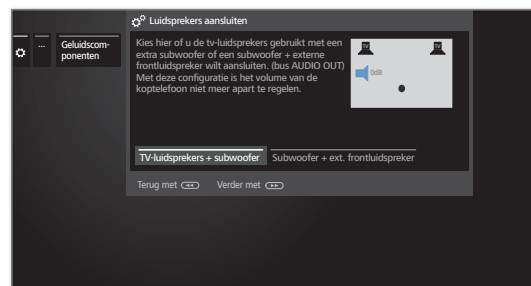 Luidsprekers aansluiten
...
Geluidscom-
ponenten
Kies hier of u de tv-luidsprekers gebruikt met een
extra subwoofer of een subwoofer + externe
frontluidspreker wilt aansluiten. (bus AUDIO OUT)
Met deze configuratie is het volume van de
koptelefoon niet meer apart te regelen.
TV TV
0dB
TV-luidsprekers + subwoofer Subwoofer + ext. frontluidspreker
Terug met Verder met